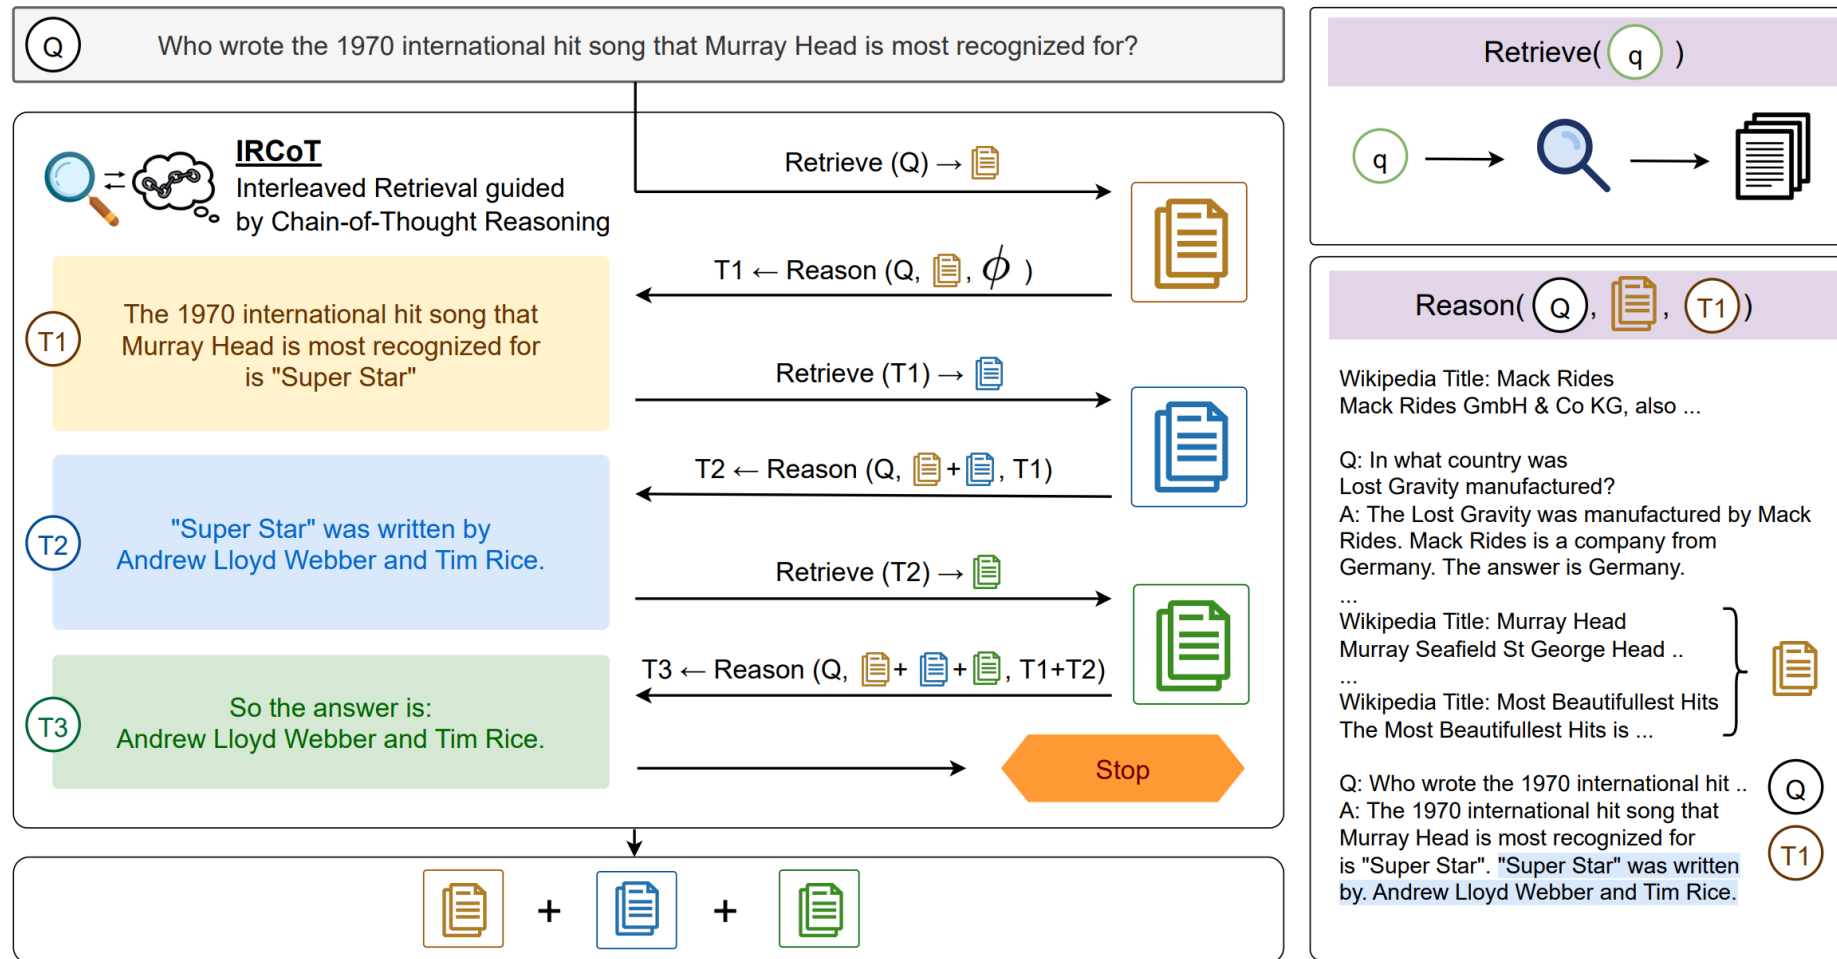 Q
Who wrote the 1970 international hit song that Murray Head is most recognized for?
IRCoT
Interleaved Retrieval guided
by Chain-of-Thought Reasoning
Retrieve (Q) →
T1 ← Reason (Q, , ϕ )
T1
The 1970 international hit song that
Murray Head is most recognized for
is "Super Star"
Retrieve (T1) →
T2 ← Reason (Q, + , T1)
T2
"Super Star" was written by
Andrew Lloyd Webber and Tim Rice.
Retrieve (T2) →
T3 ← Reason (Q, + + , T1+T2)
T3
So the answer is:
Andrew Lloyd Webber and Tim Rice.
Stop
+ +
Retrieve( q )
q
Reason( Q , , T1 )
Wikipedia Title: Mack Rides
Mack Rides GmbH & Co KG, also ...
Q: In what country was
Lost Gravity manufactured?
A: The Lost Gravity was manufactured by Mack
Rides. Mack Rides is a company from
Germany. The answer is Germany.
...
Wikipedia Title: Murray Head
Murray Seafield St George Head ..
...
Wikipedia Title: Most Beautifullest Hits
The Most Beautifullest Hits is ...
Q: Who wrote the 1970 international hit ..
Q
A: The 1970 international hit song that
Murray Head is most recognized for
T1
is "Super Star". "Super Star" was written
by. Andrew Lloyd Webber and Tim Rice.